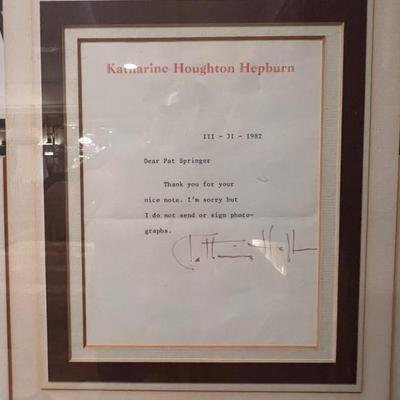 Katharine Houghton Hepburn
III - 31 - 1982
Dear Pat Springer
Thank you for your
nice note. I'm sorry but
I do not send or sign photo-
graphs.